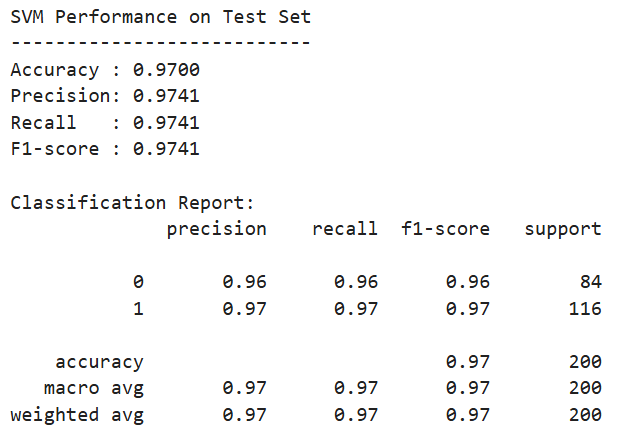 SVM Performance on Test Set
---------------------------
Accuracy : 0.9700
Precision: 0.9741
Recall   : 0.9741
F1-score : 0.9741

Classification Report:
              precision    recall  f1-score   support

           0       0.96      0.96      0.96        84
           1       0.97      0.97      0.97       116

    accuracy                           0.97       200
   macro avg       0.97      0.97      0.97       200
weighted avg       0.97      0.97      0.97       200